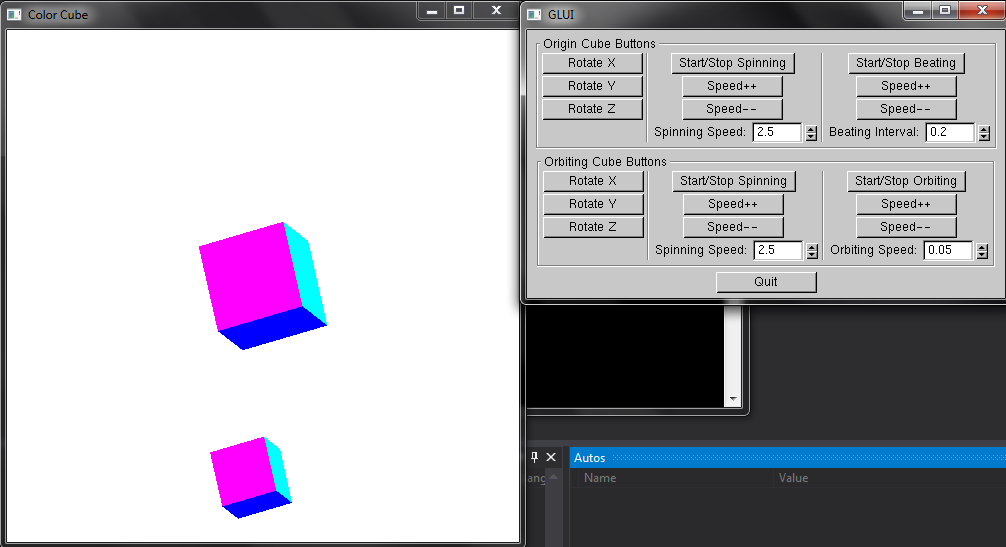 Color Cube
GLUI
Origin Cube Buttons
Rotate X
Start/Stop Spinning
Start/Stop Beating
Rotate Y
Speed++
Speed++
Rotate Z
Speed--
Speed--
Spinning Speed: 2.5
Beating Interval: 0.2
Orbiting Cube Buttons
Rotate X
Start/Stop Spinning
Start/Stop Orbiting
Rotate Y
Speed++
Speed++
Rotate Z
Speed--
Speed--
Spinning Speed: 2.5
Orbiting Speed: 0.05
Quit
Autos
Name
Value